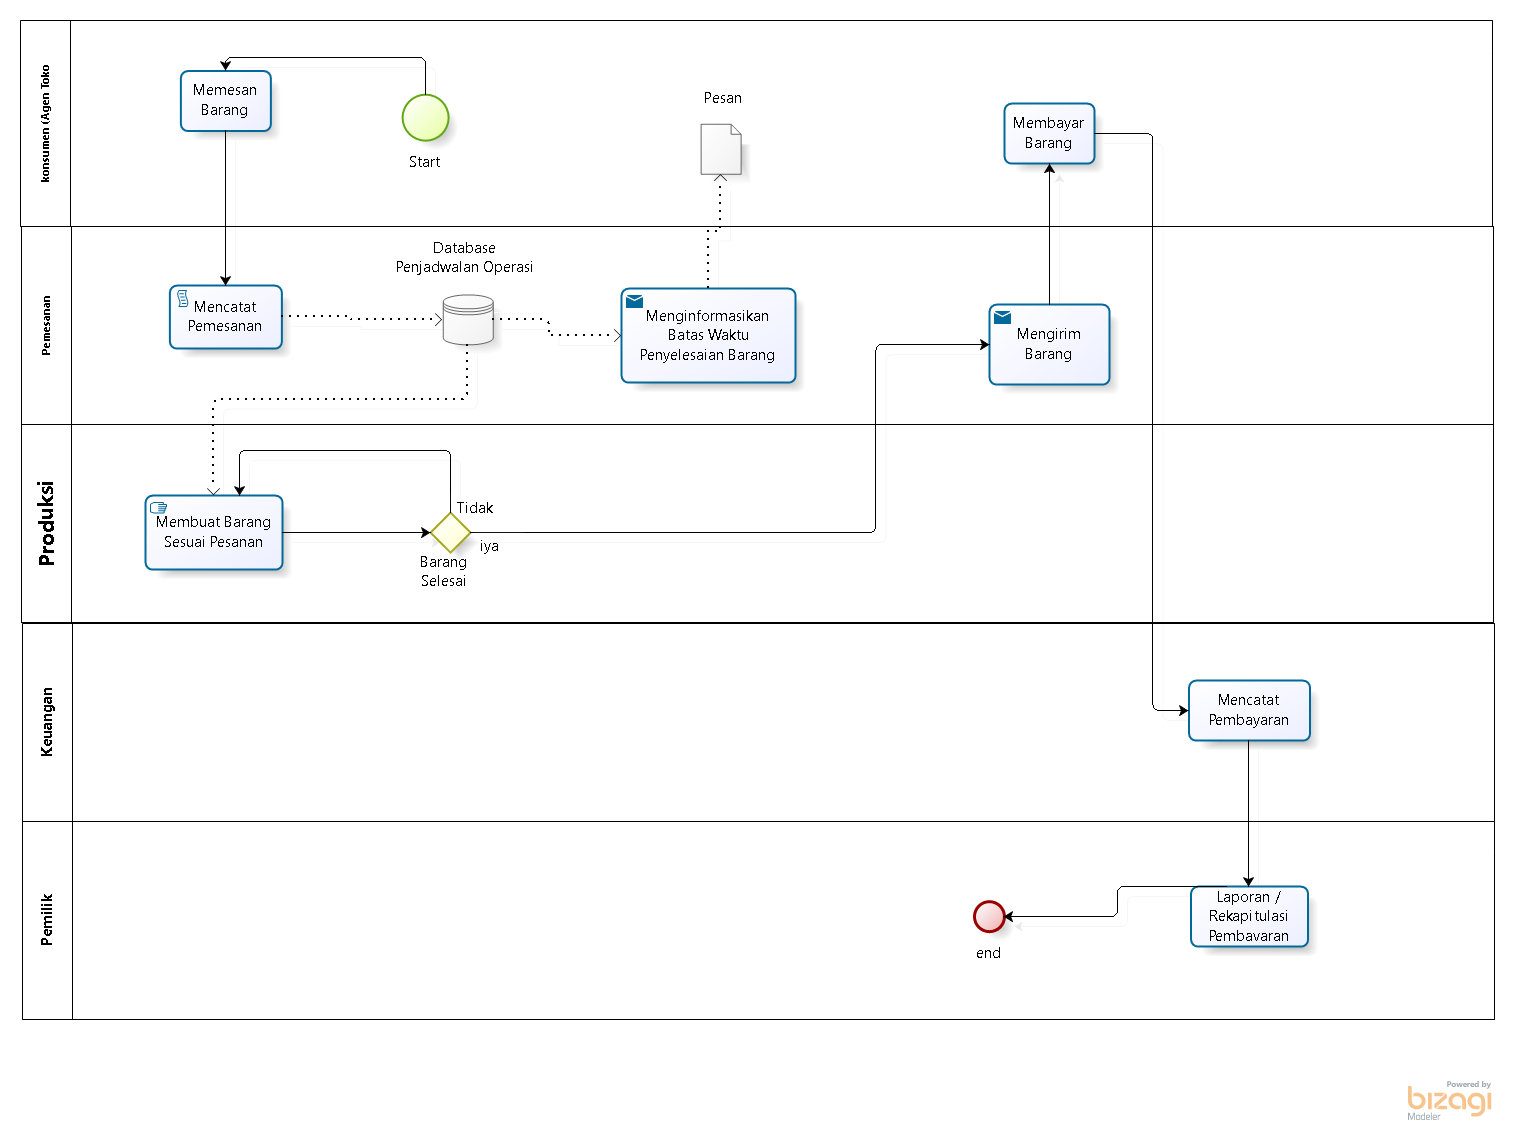 konsumen (Agen Toko
Memesan
Barang
Start
Pesan
Membayar
Barang
Pemesanan
Mencatat
Pemesanan
Database
Penjadwalan Operasi
Menginformasikan
Batas Waktu
Penyelesaian Barang
Mengirim
Barang
Produksi
Membuat Barang
Sesuai Pesanan
Tidak
iya
Barang
Selesai
Keuangan
Mencatat
Pembayaran
Pemilik
end
Laporan /
Rekapitulasi
Pembayaran
Powered by
bizagi
Modeler